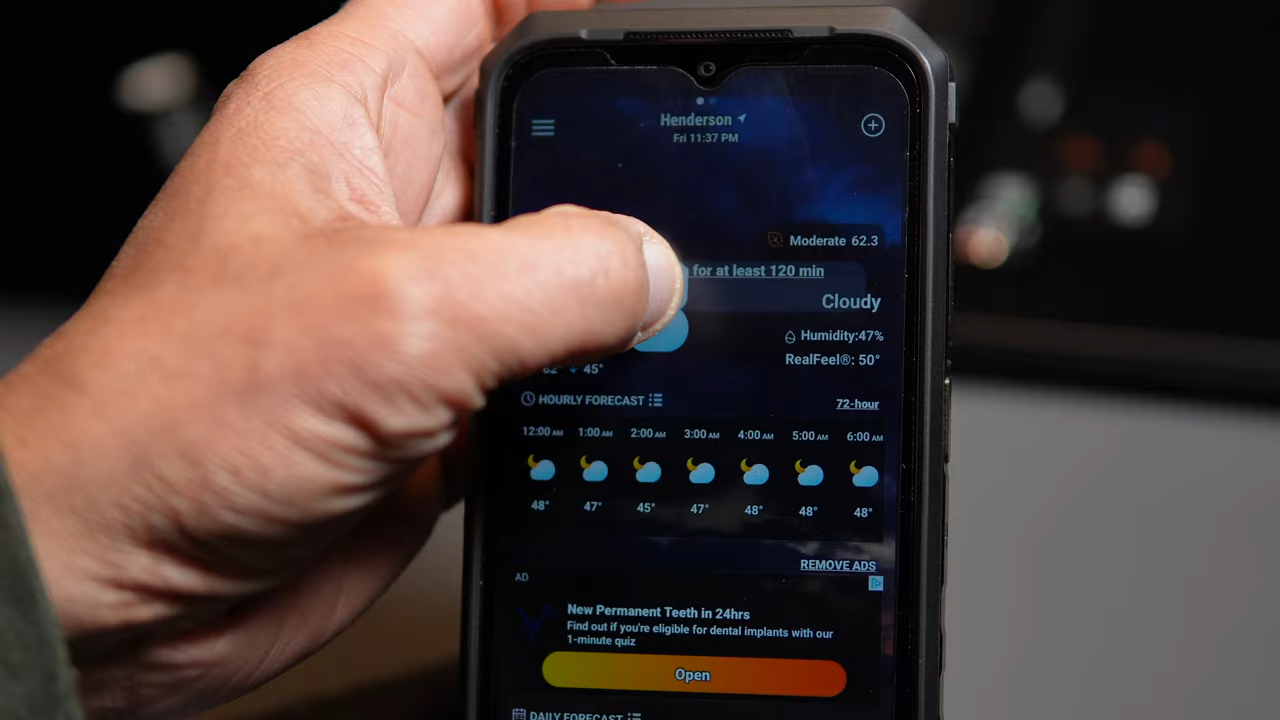 Henderson
Fri 11:37 PM
Moderate 62.3
for at least 120 min
Cloudy
Humidity:47%
RealFeel®: 50°
45°
HOURLY FORECAST
72-hour
12:00 AM 1:00 AM 2:00 AM 3:00 AM 4:00 AM 5:00 AM 6:00 AM
48° 47° 45° 47° 48° 48° 48°
REMOVE ADS
AD
New Permanent Teeth in 24hrs
Find out if you're eligible for dental implants with our
1-minute quiz
Open
DAILY FORECAST